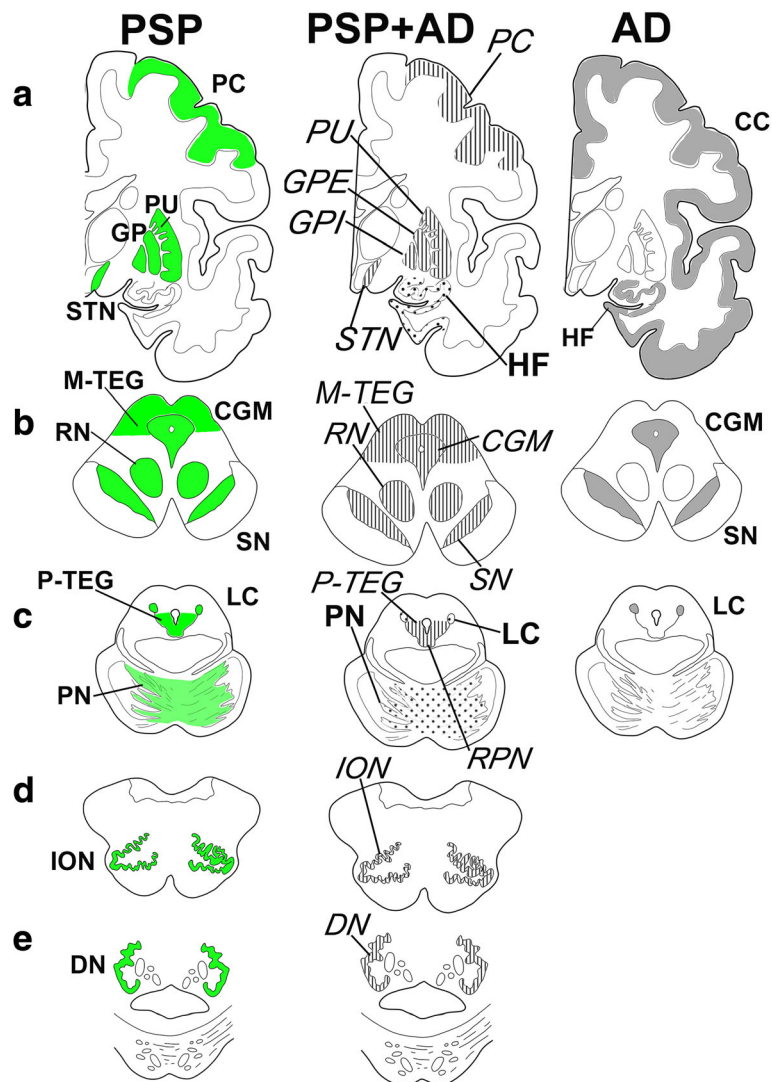 PSP PSP+AD AD
a
PC
PU
GP
STN
PC
PU
GPE
GPI
STN
HF
CC
HF
b
M-TEG
CGM
RN
SN
M-TEG
RN
CGM
SN
CGM
SN
c
P-TEG
LC
PN
P-TEG
PN
LC
RPN
LC
d
ION
ION
e
DN
DN